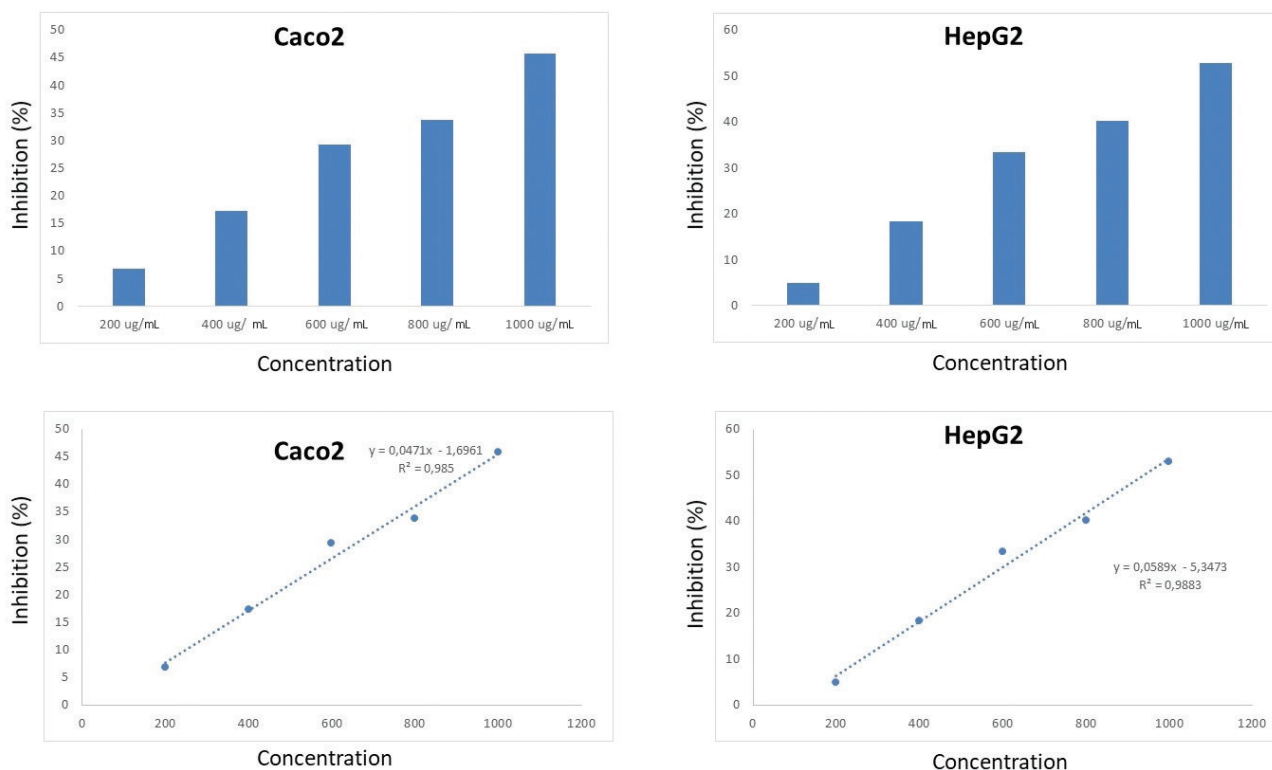 Caco2
Inhibition (%)
50
45
40
35
30
25
20
15
10
5
0
200 ug/mL 400 ug/ mL 600 ug/ mL 800 ug/ mL 1000 ug/mL
Concentration
HepG2
Inhibition (%)
60
50
40
30
20
10
0
200 ug/mL 400 ug/mL 600 ug/mL 800 ug/mL 1000 ug/mL
Concentration
Caco2
y = 0,0471x - 1,6961
R² = 0,985
Inhibition (%)
50
45
40
35
30
25
20
15
10
5
0
0 200 400 600 800 1000 1200
Concentration
HepG2
y = 0,0589x - 5,3473
R² = 0,9883
Inhibition (%)
60
50
40
30
20
10
0
0 200 400 600 800 1000 1200
Concentration